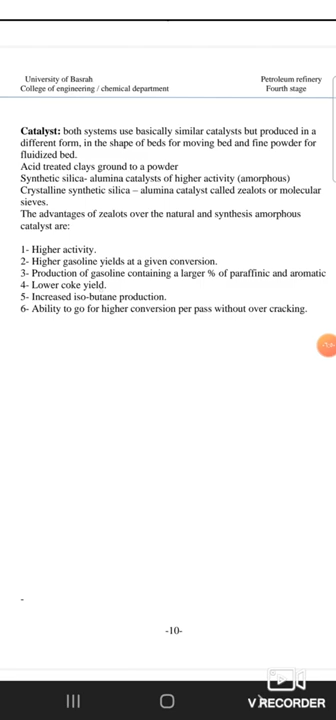 University of Basrah
Petroleum refinery
College of engineering / chemical department
Fourth stage
Catalyst: both systems use basically similar catalysts but produced in a
different form, in the shape of beds for moving bed and fine powder for
fluidized bed.
Acid treated clays ground to a powder
Synthetic silica- alumina catalysts of higher activity (amorphous)
Crystalline synthetic silica – alumina catalyst called zealots or molecular
sieves.
The advantages of zealots over the natural and synthesis amorphous
catalyst are:
1- Higher activity.
2- Higher gasoline yields at a given conversion.
3- Production of gasoline containing a larger % of paraffinic and aromatic
4- Lower coke yield.
5- Increased iso-butane production.
6- Ability to go for higher conversion per pass without over cracking.
-
-10-
V RECORDER